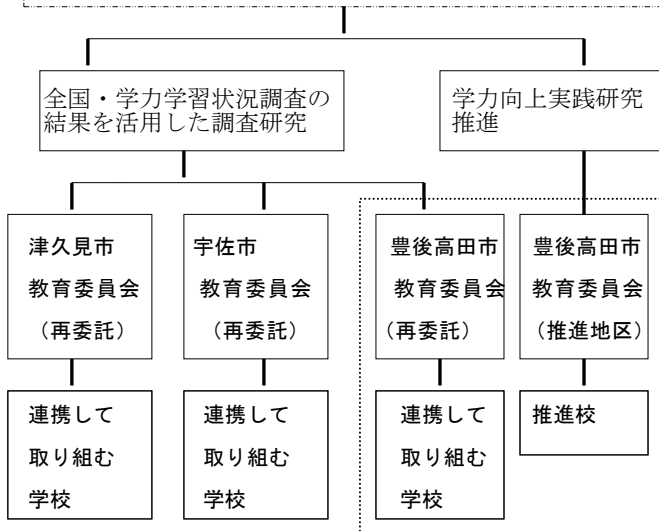 全国・学力学習状況調査の
結果を活用した調査研究
学力向上実践研究
推進
津久見市
教育委員会
（再委託）
宇佐市
教育委員会
（再委託）
豊後高田市
教育委員会
（再委託）
豊後高田市
教育委員会
（推進地区）
連携して
取り組む
学校
連携して
取り組む
学校
連携して
取り組む
学校
推進校